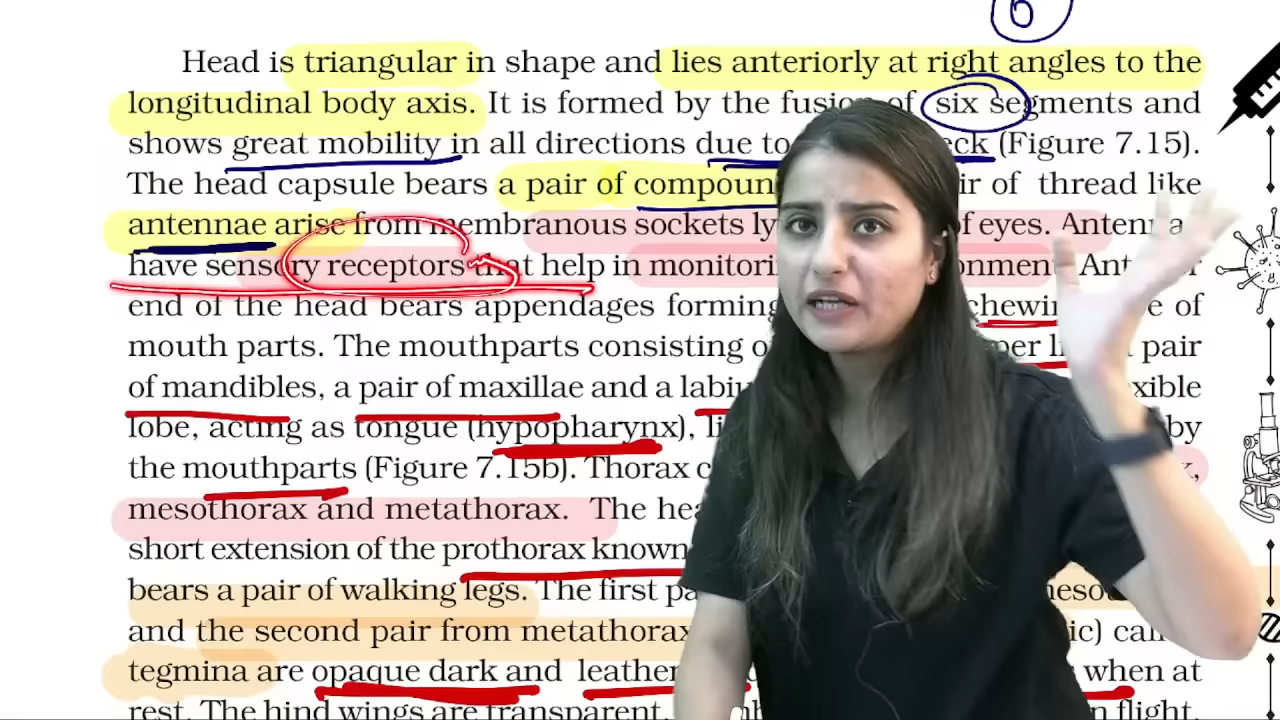 6
Head is triangular in shape and lies anteriorly at right angles to the
longitudinal body axis. It is formed by the fusion of six segments and
shows great mobility in all directions due to eck (Figure 7.15).
The head capsule bears a pair of compoun ir of thread like
antennae arise from membranous sockets ly of eyes. Antenna
have sensory receptors that help in monitori onment. Anterior
end of the head bears appendages forming chewin e of
mouth parts. The mouthparts consisting o per li pair
of mandibles, a pair of maxillae and a labiu xible
lobe, acting as tongue (hypopharynx), li by
the mouthparts (Figure 7.15b). Thorax c x,
mesothorax and metathorax. The hea
short extension of the prothorax known
bears a pair of walking legs. The first pa meso
and the second pair from metathorax ic) call
tegmina are opaque dark and leather when at
rest. The hind wings are transparent, n flight.